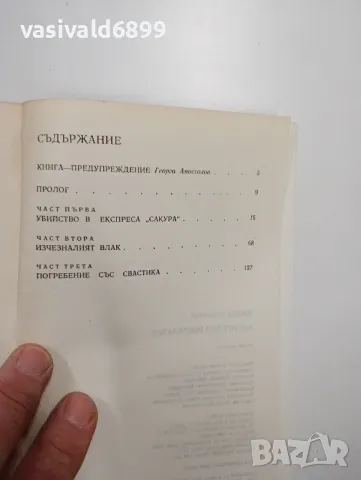 vasivald6899
СЪДЪРЖАНИЕ
КНИГА—ПРЕДУПРЕЖДЕНИЕ Георги Апостолов . . 5
ПРОЛОГ . . . . . . . . . . 9
ЧАСТ ПЪРВА
УБИЙСТВО В ЕКСПРЕСА „САКУРА“ . . . . 15
ЧАСТ ВТОРА
ИЗЧЕЗНАЛИЯТ ВЛАК . . . . . . . 68
ЧАСТ ТРЕТА
ПОГРЕБЕНИЕ СЪС СВАСТИКА . . . . . 127
BAZAR